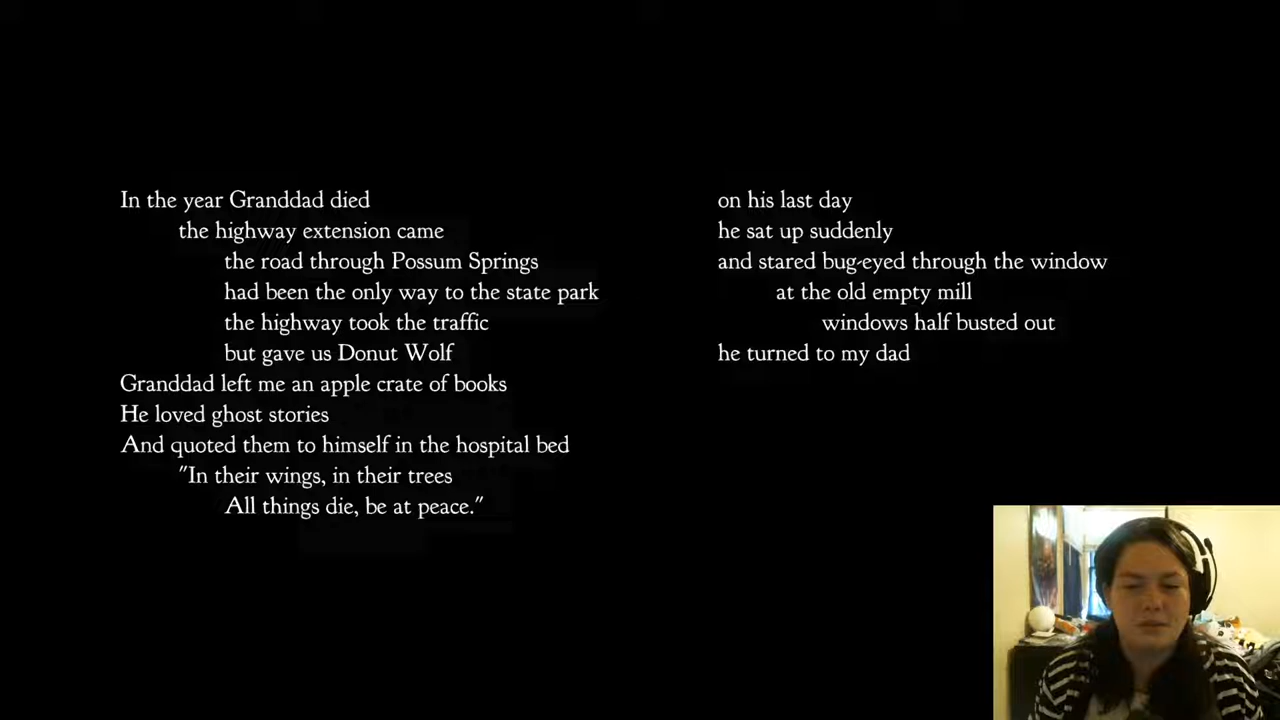 In the year Granddad died
the highway extension came
the road through Possum Springs
had been the only way to the state park
the highway took the traffic
but gave us Donut Wolf
Granddad left me an apple crate of books
He loved ghost stories
And quoted them to himself in the hospital bed
"In their wings, in their trees
All things die, be at peace."
on his last day
he sat up suddenly
and stared bug-eyed through the window
at the old empty mill
windows half busted out
he turned to my dad